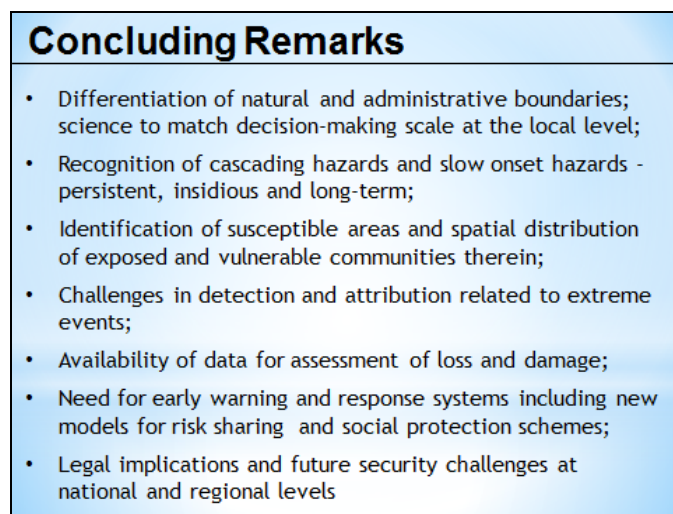 Concluding Remarks
• Differentiation of natural and administrative boundaries;
science to match decision-making scale at the local level;
• Recognition of cascading hazards and slow onset hazards -
persistent, insidious and long-term;
• Identification of susceptible areas and spatial distribution
of exposed and vulnerable communities therein;
• Challenges in detection and attribution related to extreme
events;
• Availability of data for assessment of loss and damage;
• Need for early warning and response systems including new
models for risk sharing and social protection schemes;
• Legal implications and future security challenges at
national and regional levels